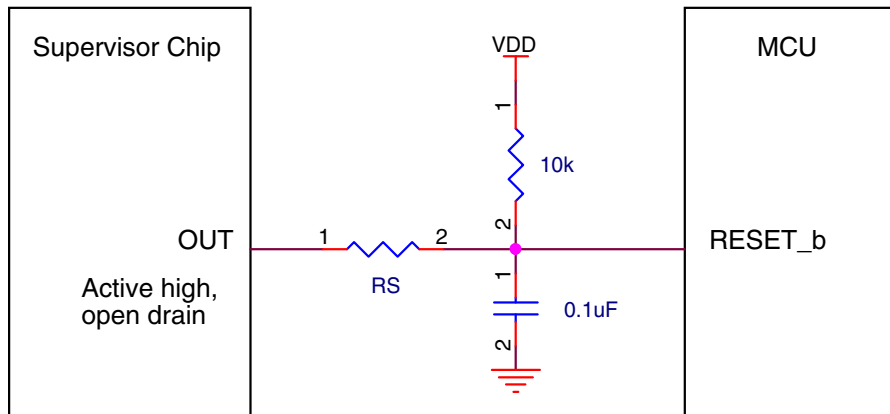 Supervisor Chip
VDD
MCU
1
10k
2
OUT
1
2
RESET_b
RS
1
Active high,
open drain
0.1uF
2